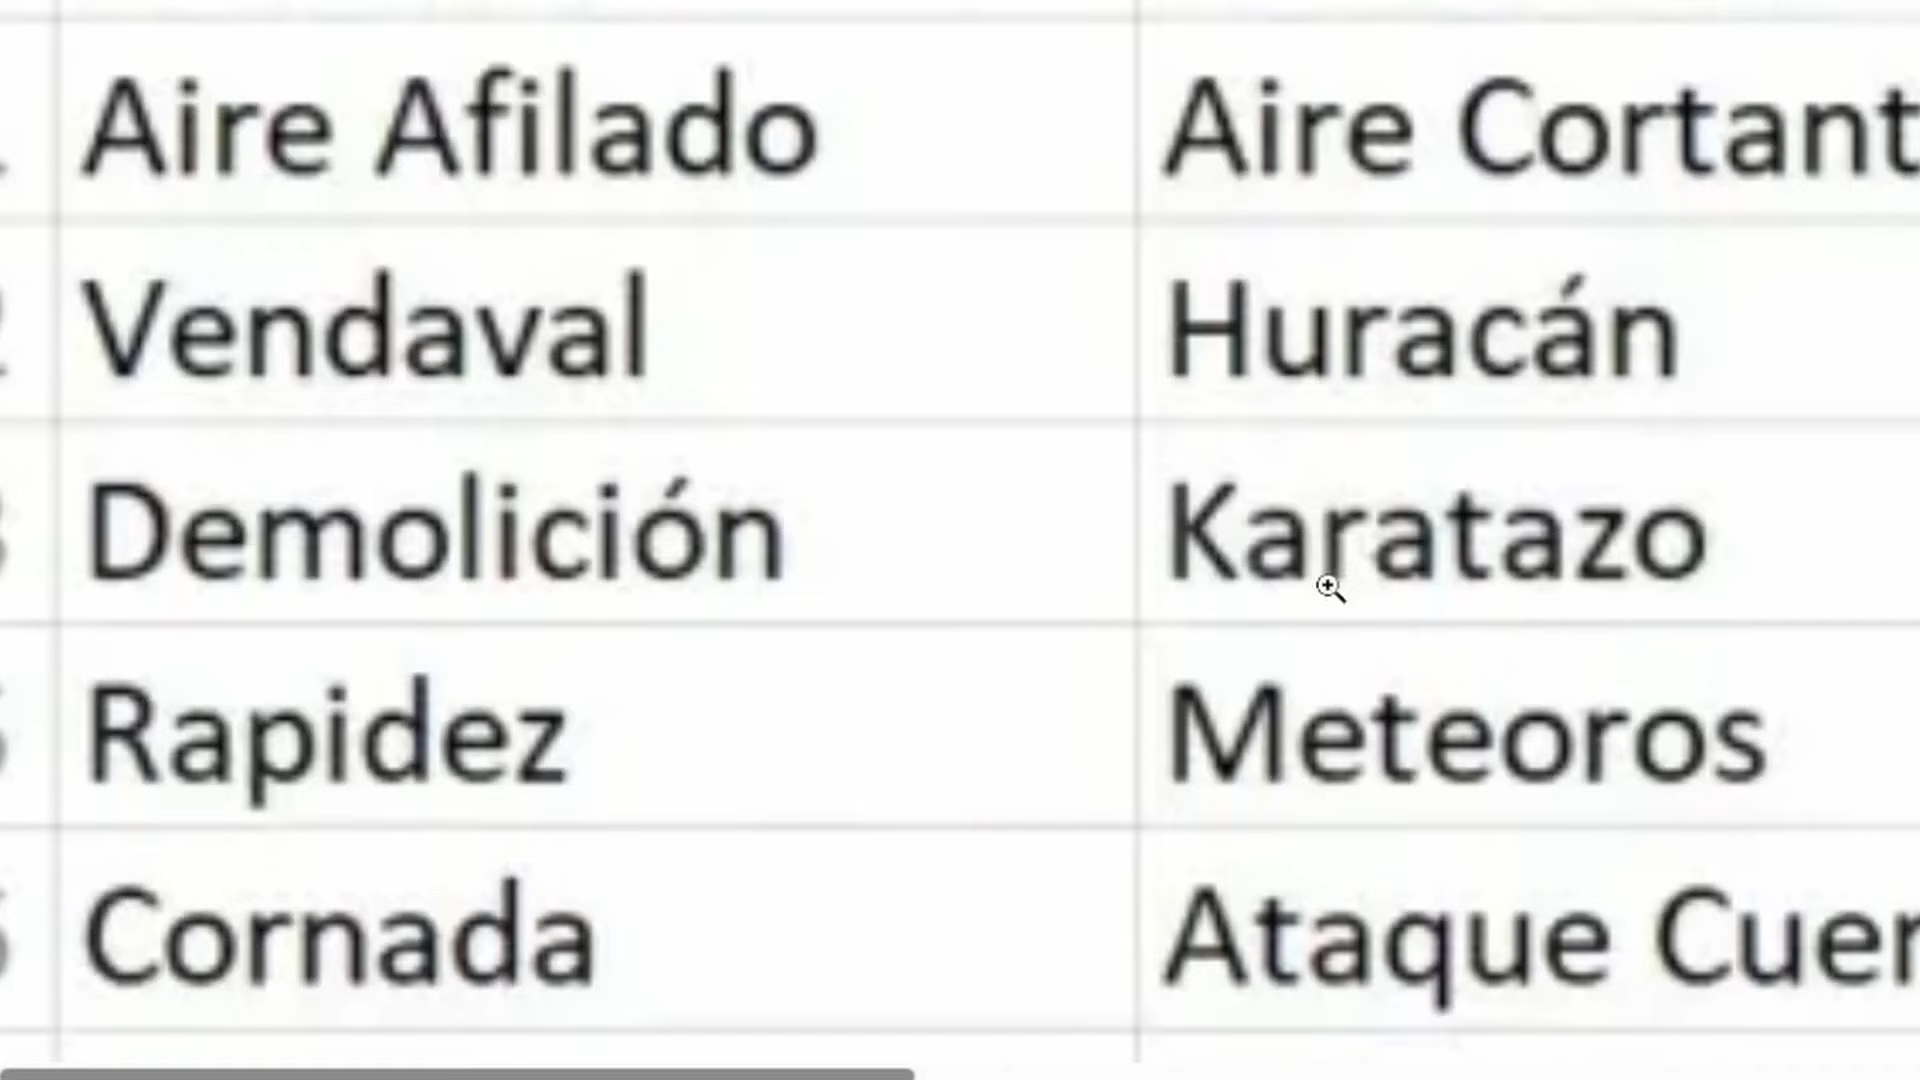 Aire Afilado Aire Cortant
Vendaval Huracán
Demolición Karatazo
Rapidez Meteoros
Cornada Ataque Cuer